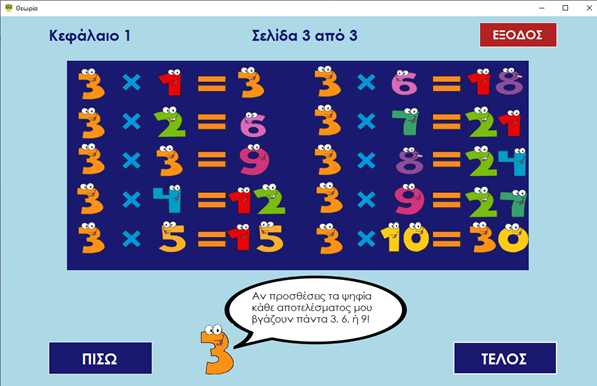 Θεωρία
Κεφάλαιο 1
Σελίδα 3 από 3
ΕΞΟΔΟΣ
3 × 1 = 3
3 × 6 = 18
3 × 2 = 6
3 × 7 = 21
3 × 3 = 9
3 × 8 = 24
3 × 4 = 12
3 × 9 = 27
3 × 5 = 15
3 × 10 = 30
Αν προσθέσεις τα ψηφία
κάθε αποτελέσματος μου
βγάζουν πάντα 3, 6, ή 9!
3
ΠΙΣΩ
ΤΕΛΟΣ